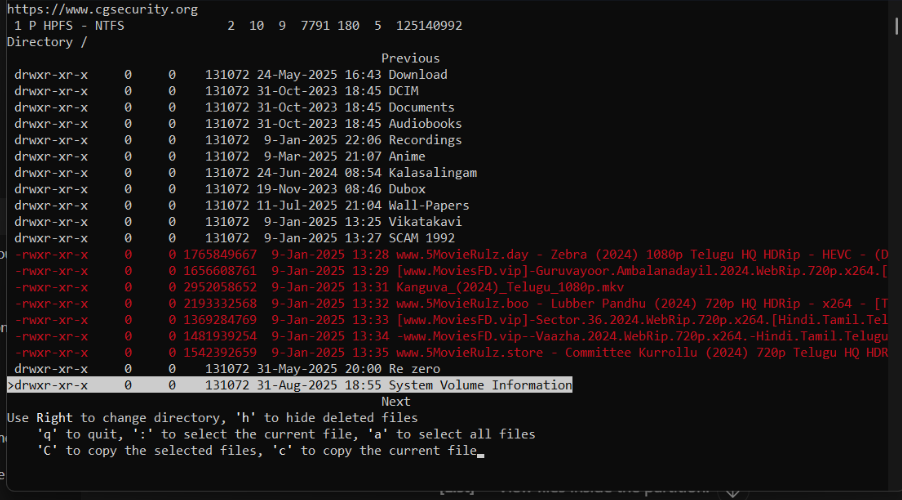 https://www.cgsecurity.org
1 P HPFS - NTFS 2 10 9 7791 180 5 125140992
Directory /
Previous
drwxr-xr-x 0 0 131072 24-May-2025 16:43 Download
drwxr-xr-x 0 0 131072 31-Oct-2023 18:45 DCIM
drwxr-xr-x 0 0 131072 31-Oct-2023 18:45 Documents
drwxr-xr-x 0 0 131072 31-Oct-2023 18:45 Audiobooks
drwxr-xr-x 0 0 131072 9-Jan-2025 22:06 Recordings
drwxr-xr-x 0 0 131072 9-Mar-2025 21:07 Anime
drwxr-xr-x 0 0 131072 24-Jun-2024 08:54 Kalasalingam
drwxr-xr-x 0 0 131072 19-Nov-2023 08:46 Dubox
drwxr-xr-x 0 0 131072 11-Jul-2025 21:04 Wall-Papers
drwxr-xr-x 0 0 131072 9-Jan-2025 13:25 Vikatakavi
drwxr-xr-x 0 0 131072 9-Jan-2025 13:27 SCAM 1992
-rwxr-xr-x 0 0 1765849667 9-Jan-2025 13:28 www.5MovieRulz.day - Zebra (2024) 1080p Telugu HQ HDRip - HEVC - (D
-rwxr-xr-x 0 0 1656608761 9-Jan-2025 13:29 [www.MoviesFD.vip]-Guruvayoor.Ambalanadayil.2024.WebRip.720p.x264.[
-rwxr-xr-x 0 0 2952058652 9-Jan-2025 13:31 Kanguva_(2024)_Telugu_1080p.mkv
-rwxr-xr-x 0 0 2193332568 9-Jan-2025 13:32 www.5MovieRulz.boo - Lubber Pandhu (2024) 720p HQ HDRip - x264 - [T
-rwxr-xr-x 0 0 1369284769 9-Jan-2025 13:33 [www.MoviesFD.vip]-Sector.36.2024.WebRip.720p.x264.[Hindi.Tamil.Tel
-rwxr-xr-x 0 0 1481939254 9-Jan-2025 13:34 -www.MoviesFD.vip--Vaazha.2024.WebRip.720p.x264.-Hindi.Tamil.Telugu
-rwxr-xr-x 0 0 1542392659 9-Jan-2025 13:35 www.5MovieRulz.store - Committee Kurrollu (2024) 720p Telugu HQ HDR
drwxr-xr-x 0 0 131072 31-May-2025 20:00 Re zero
>drwxr-xr-x 0 0 131072 31-Aug-2025 18:55 System Volume Information
Next
Use Right to change directory, 'h' to hide deleted files
'q' to quit, ':' to select the current file, 'a' to select all files
'C' to copy the selected files, 'c' to copy the current file